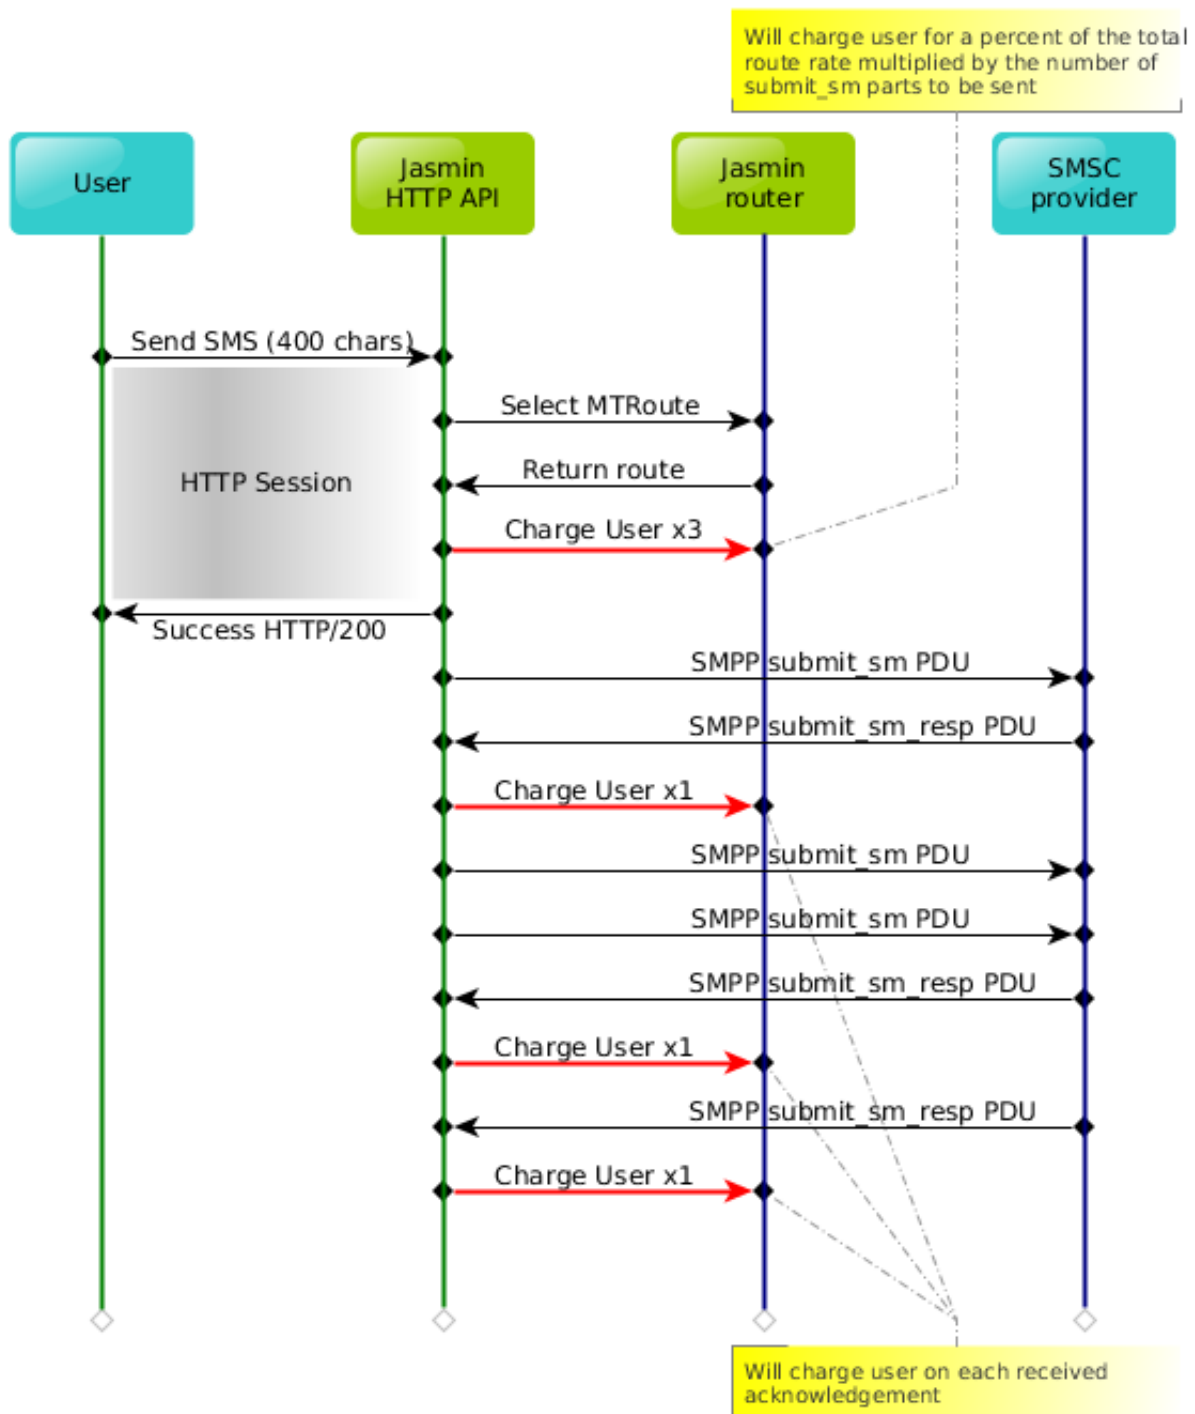 Will charge user for a percent of the total
route rate multiplied by the number of
submit_sm parts to be sent
User
Jasmin
HTTP API
Jasmin
router
SMSC
provider
Send SMS (400 chars)
Select MTRoute
Return route
HTTP Session
Charge User x3
Success HTTP/200
SMPP submit_sm PDU
SMPP submit_sm_resp PDU
Charge User x1
SMPP submit_sm PDU
SMPP submit_sm PDU
SMPP submit_sm_resp PDU
Charge User x1
SMPP submit_sm_resp PDU
Charge User x1
Will charge user on each received
acknowledgement